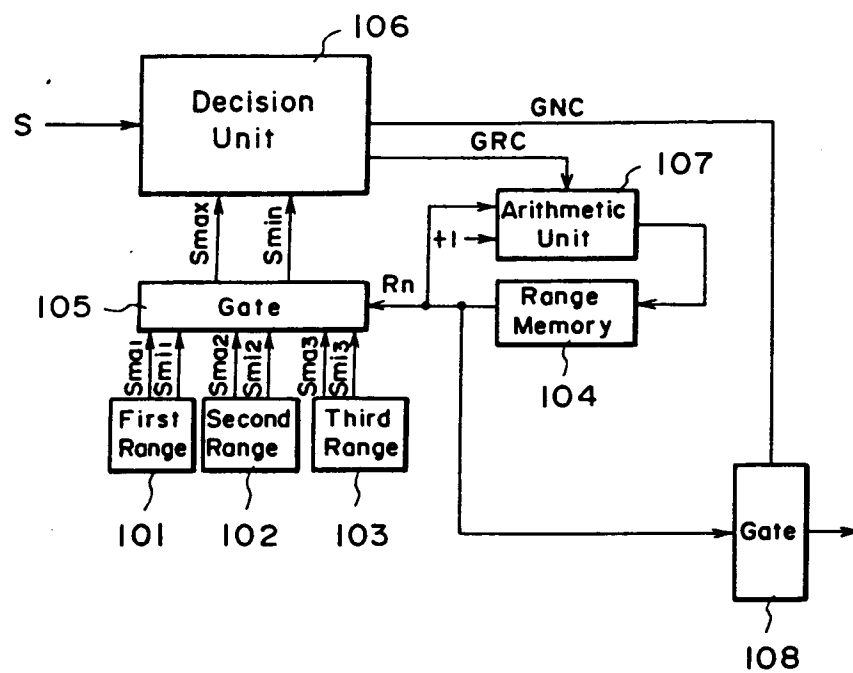 106
Decision
Unit
S
GNC
GRC
107
Smax
Smin
Arithmetic
Unit
+1
Rn
105
Gate
Range
Memory
104
Sma1
Smi1
Sma2
Smi2
Sma3
Smi3
First
Range
Second
Range
Third
Range
101
102
103
Gate
108